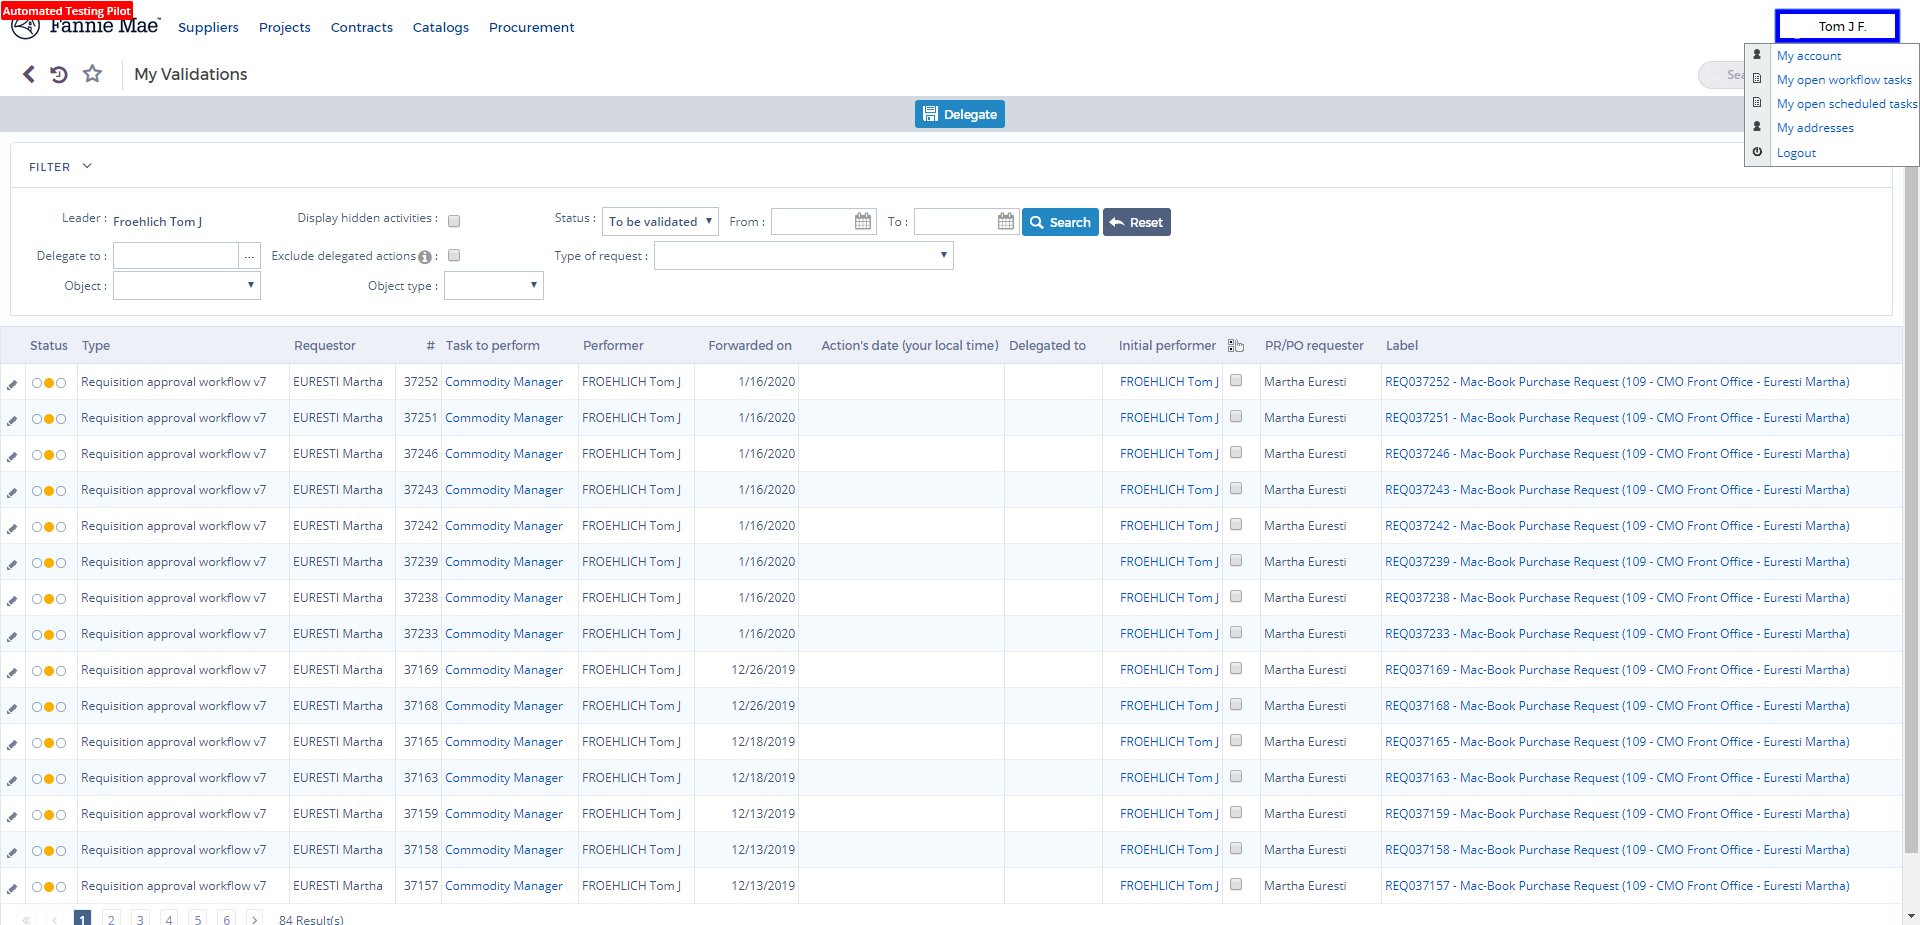 Automated Testing Pilot
Fannie Mae
Suppliers Projects Contracts Catalogs Procurement
Tom J F.
My Validations
My account
My open workflow tasks
My open scheduled tasks
My addresses
Logout
Delegate
FILTER
Leader : Froehlich Tom J Display hidden activities : Status : To be validated From : To : Search Reset
Delegate to : ... Exclude delegated actions : Type of request :
Object : Object type :
Status Type Requestor # Task to perform Performer Forwarded on Action's date (your local time) Delegated to Initial performer PR/PO requester Label
Requisition approval workflow v7 EURESTI Martha 37252 Commodity Manager FROEHLICH Tom J 1/16/2020 FROEHLICH Tom J Martha Euresti REQ037252 - Mac-Book Purchase Request (109 - CMO Front Office - Euresti Martha)
Requisition approval workflow v7 EURESTI Martha 37251 Commodity Manager FROEHLICH Tom J 1/16/2020 FROEHLICH Tom J Martha Euresti REQ037251 - Mac-Book Purchase Request (109 - CMO Front Office - Euresti Martha)
Requisition approval workflow v7 EURESTI Martha 37246 Commodity Manager FROEHLICH Tom J 1/16/2020 FROEHLICH Tom J Martha Euresti REQ037246 - Mac-Book Purchase Request (109 - CMO Front Office - Euresti Martha)
Requisition approval workflow v7 EURESTI Martha 37243 Commodity Manager FROEHLICH Tom J 1/16/2020 FROEHLICH Tom J Martha Euresti REQ037243 - Mac-Book Purchase Request (109 - CMO Front Office - Euresti Martha)
Requisition approval workflow v7 EURESTI Martha 37242 Commodity Manager FROEHLICH Tom J 1/16/2020 FROEHLICH Tom J Martha Euresti REQ037242 - Mac-Book Purchase Request (109 - CMO Front Office - Euresti Martha)
Requisition approval workflow v7 EURESTI Martha 37239 Commodity Manager FROEHLICH Tom J 1/16/2020 FROEHLICH Tom J Martha Euresti REQ037239 - Mac-Book Purchase Request (109 - CMO Front Office - Euresti Martha)
Requisition approval workflow v7 EURESTI Martha 37238 Commodity Manager FROEHLICH Tom J 1/16/2020 FROEHLICH Tom J Martha Euresti REQ037238 - Mac-Book Purchase Request (109 - CMO Front Office - Euresti Martha)
Requisition approval workflow v7 EURESTI Martha 37233 Commodity Manager FROEHLICH Tom J 1/16/2020 FROEHLICH Tom J Martha Euresti REQ037233 - Mac-Book Purchase Request (109 - CMO Front Office - Euresti Martha)
Requisition approval workflow v7 EURESTI Martha 37169 Commodity Manager FROEHLICH Tom J 12/26/2019 FROEHLICH Tom J Martha Euresti REQ037169 - Mac-Book Purchase Request (109 - CMO Front Office - Euresti Martha)
Requisition approval workflow v7 EURESTI Martha 37168 Commodity Manager FROEHLICH Tom J 12/26/2019 FROEHLICH Tom J Martha Euresti REQ037168 - Mac-Book Purchase Request (109 - CMO Front Office - Euresti Martha)
Requisition approval workflow v7 EURESTI Martha 37165 Commodity Manager FROEHLICH Tom J 12/18/2019 FROEHLICH Tom J Martha Euresti REQ037165 - Mac-Book Purchase Request (109 - CMO Front Office - Euresti Martha)
Requisition approval workflow v7 EURESTI Martha 37163 Commodity Manager FROEHLICH Tom J 12/18/2019 FROEHLICH Tom J Martha Euresti REQ037163 - Mac-Book Purchase Request (109 - CMO Front Office - Euresti Martha)
Requisition approval workflow v7 EURESTI Martha 37159 Commodity Manager FROEHLICH Tom J 12/13/2019 FROEHLICH Tom J Martha Euresti REQ037159 - Mac-Book Purchase Request (109 - CMO Front Office - Euresti Martha)
Requisition approval workflow v7 EURESTI Martha 37158 Commodity Manager FROEHLICH Tom J 12/13/2019 FROEHLICH Tom J Martha Euresti REQ037158 - Mac-Book Purchase Request (109 - CMO Front Office - Euresti Martha)
Requisition approval workflow v7 EURESTI Martha 37157 Commodity Manager FROEHLICH Tom J 12/13/2019 FROEHLICH Tom J Martha Euresti REQ037157 - Mac-Book Purchase Request (109 - CMO Front Office - Euresti Martha)
« ‹ 1 2 3 4 5 6 › 84 Result(s)